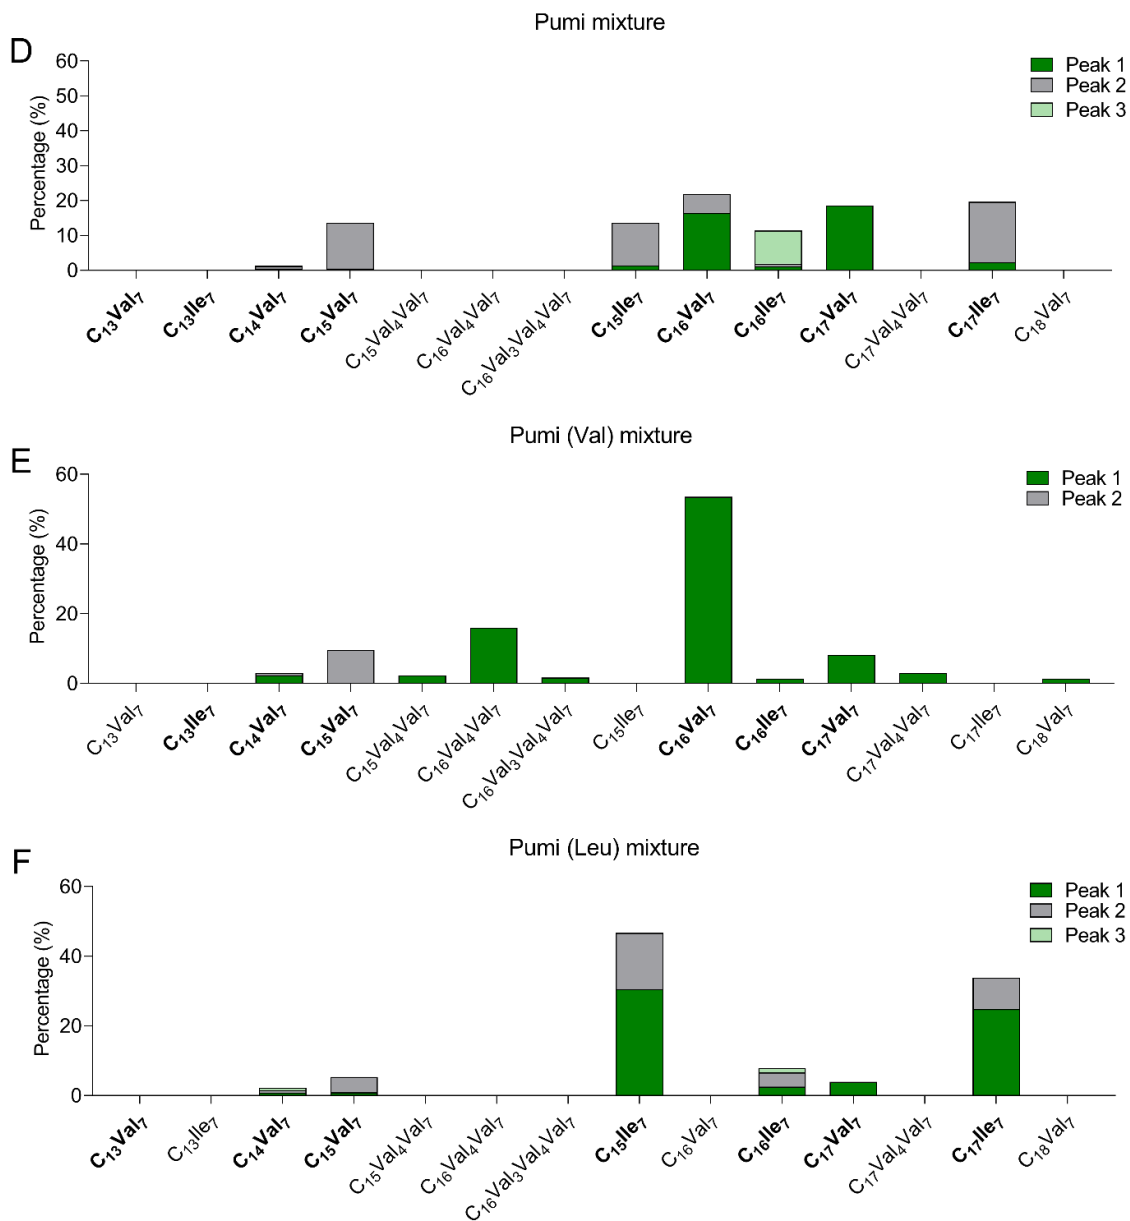 Pumi mixture
D
Percentage (%)
60
50
40
30
20
10
0
Peak 1
Peak 2
Peak 3
C₁₃Val₇
C₁₃Ile₇
C₁₄Val₇
C₁₅Val₇
C₁₅Val₄Val₇
C₁₆Val₄Val₇
C₁₆Val₃Val₄Val₇
C₁₅Ile₇
C₁₆Val₇
C₁₆Ile₇
C₁₇Val₇
C₁₇Val₄Val₇
C₁₇Ile₇
C₁₈Val₇
Pumi (Val) mixture
E
Percentage (%)
60
40
20
0
Peak 1
Peak 2
C₁₃Val₇
C₁₃Ile₇
C₁₄Val₇
C₁₅Val₇
C₁₅Val₄Val₇
C₁₆Val₄Val₇
C₁₆Val₃Val₄Val₇
C₁₅Ile₇
C₁₆Val₇
C₁₆Ile₇
C₁₇Val₇
C₁₇Val₄Val₇
C₁₇Ile₇
C₁₈Val₇
Pumi (Leu) mixture
F
Percentage (%)
60
40
20
0
Peak 1
Peak 2
Peak 3
C₁₃Val₇
C₁₃Ile₇
C₁₄Val₇
C₁₅Val₇
C₁₅Val₄Val₇
C₁₆Val₄Val₇
C₁₆Val₃Val₄Val₇
C₁₅Ile₇
C₁₆Val₇
C₁₆Ile₇
C₁₇Val₇
C₁₇Val₄Val₇
C₁₇Ile₇
C₁₈Val₇